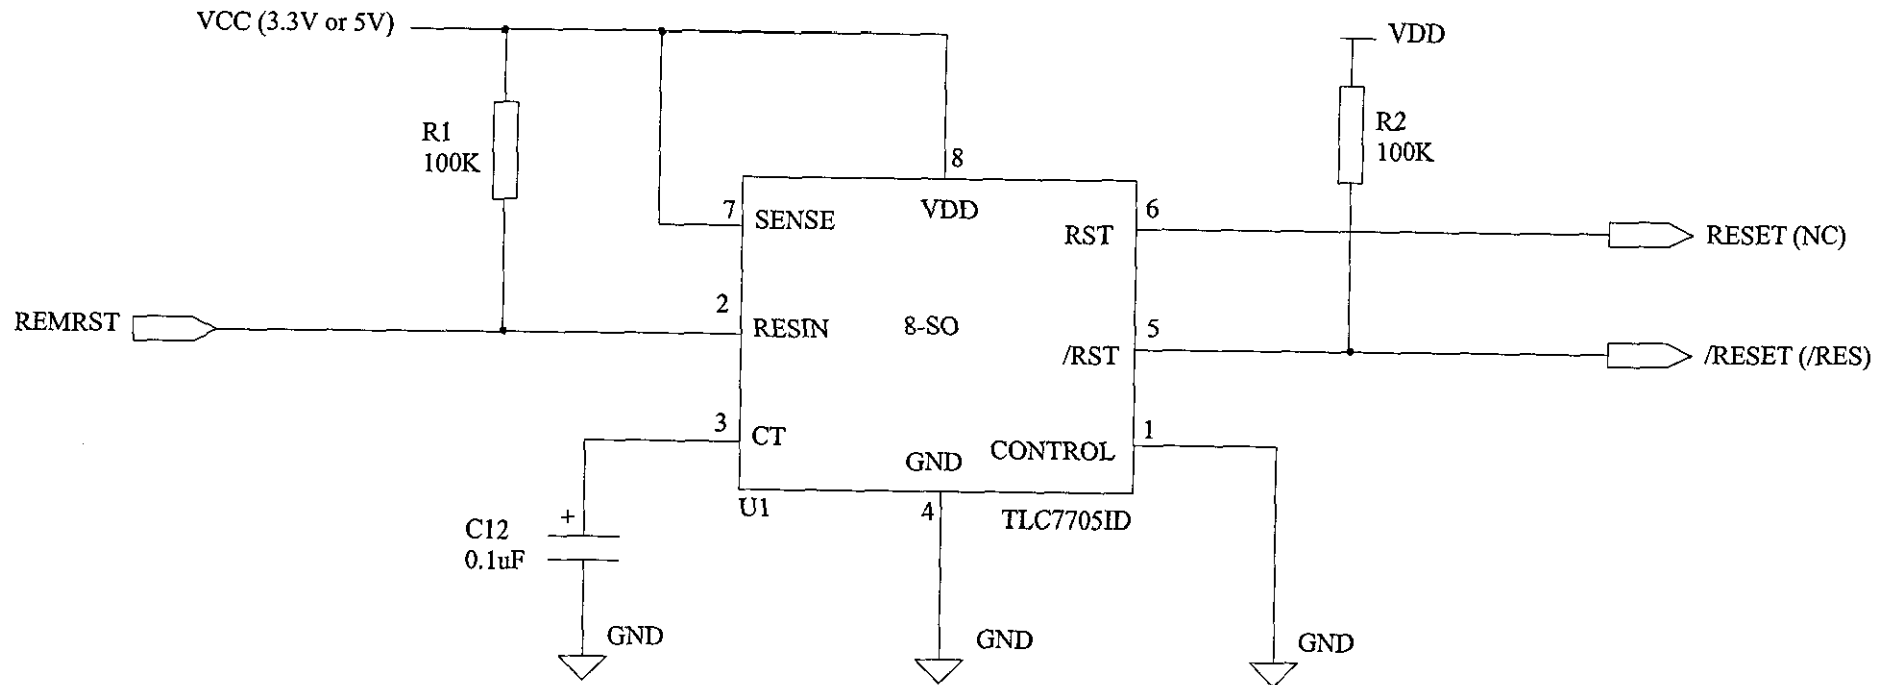 VCC (3.3V or 5V)
VDD
R1
100K
R2
100K
8
7
SENSE
VDD
6
RST
RESET (NC)
REMRST
2
RESIN
8-SO
5
/RST
/RESET (/RES)
3
CT
1
CONTROL
GND
U1
4
TLC7705ID
+
C12
0.1uF
GND
GND
GND